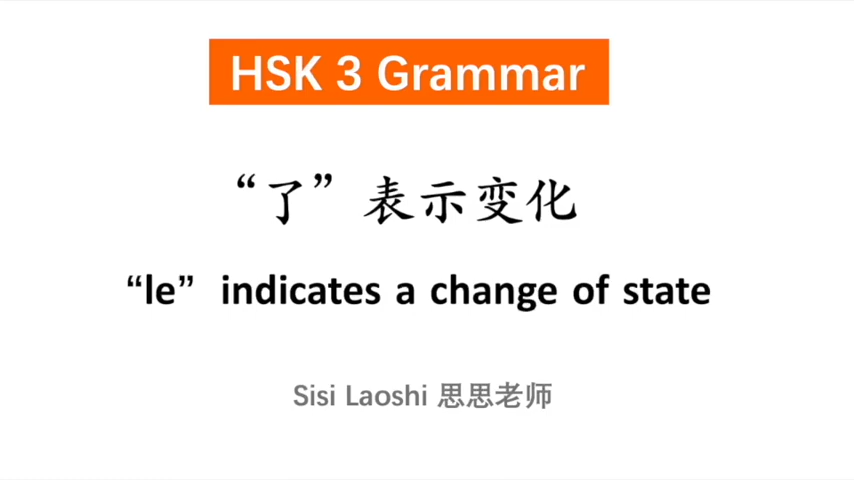 HSK 3 Grammar
“了”表示变化
“le” indicates a change of state
Sisi Laoshi 思思老师